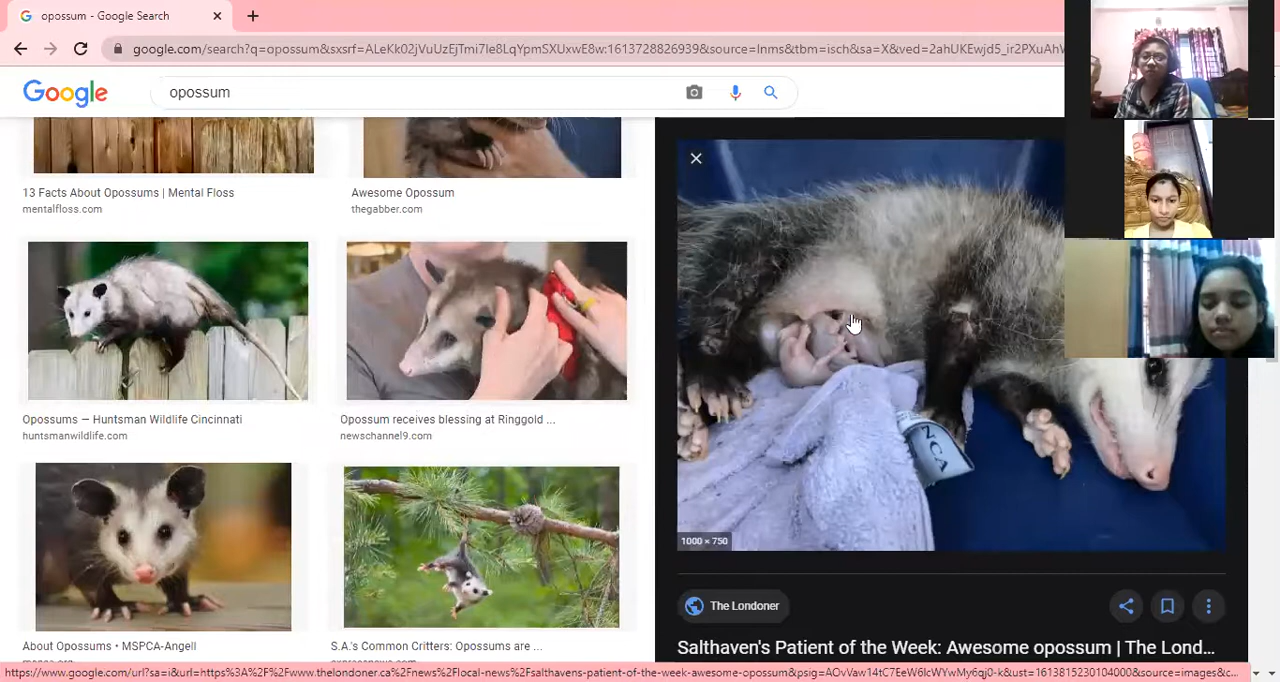 opossum - Google Search
google.com/search?q=opossum&sxsrf=ALeKk02jVuUzEjTmi7Ie8LqYpmSXUxwE8w:1613728826939&source=lnms&tbm=isch&sa=X&ved=2ahUKEwjd5_ir2PXuAhW
Google
opossum
13 Facts About Opossums | Mental Floss
mentalfloss.com
Awesome Opossum
thegabber.com
Opossums — Huntsman Wildlife Cincinnati
huntsmanwildlife.com
Opossum receives blessing at Ringgold ...
newschannel9.com
About Opossums • MSPCA-Angell
S.A.'s Common Critters: Opossums are ...
NCA
1000 × 750
The Londoner
Salthaven's Patient of the Week: Awesome opossum | The Lond...
https://www.google.com/url?sa=i&url=https%3A%2F%2Fwww.thelondoner.ca%2Fnews%2Flocal-news%2Fsalthavens-patient-of-the-week-awesome-opossum&psig=AOvVaw14tC7EeW6lcWYwMy6qj0-k&ust=1613815230104000&source=images&c...